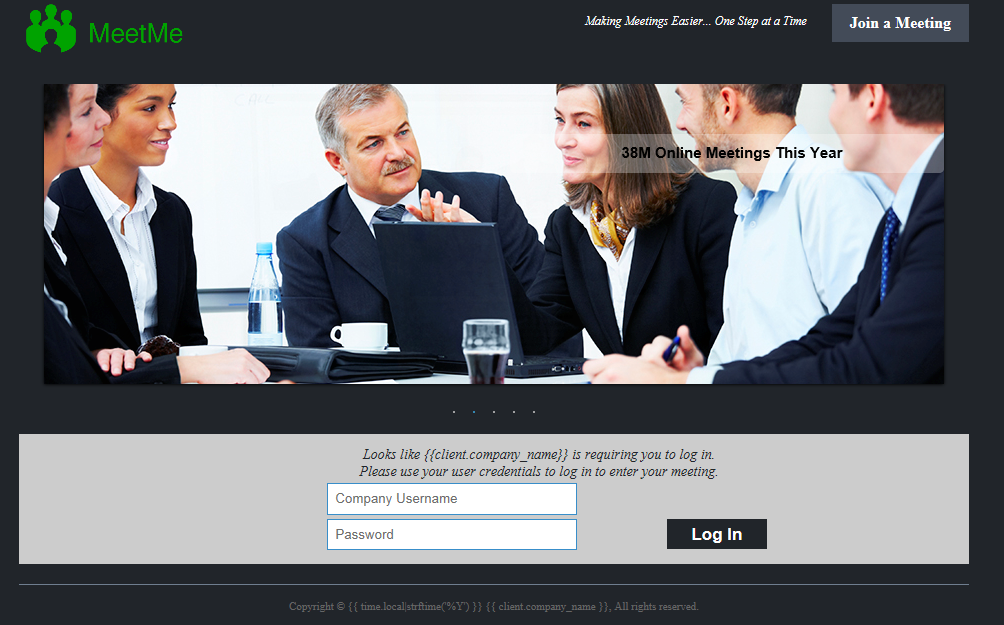 MeetMe
Making Meetings Easier... One Step at a Time
Join a Meeting
38M Online Meetings This Year
Looks like {{client.company_name}} is requiring you to log in.
Please use your user credentials to log in to enter your meeting.
Company Username
Password
Log In
Copyright © {{ time.local|strftime('%Y') }} {{ client.company_name }}, All rights reserved.